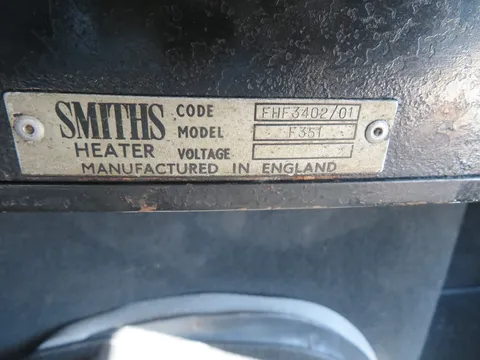 SMITHS
HEATER
CODE FHF3402/01
MODEL F351
VOLTAGE
MANUFACTURED IN ENGLAND